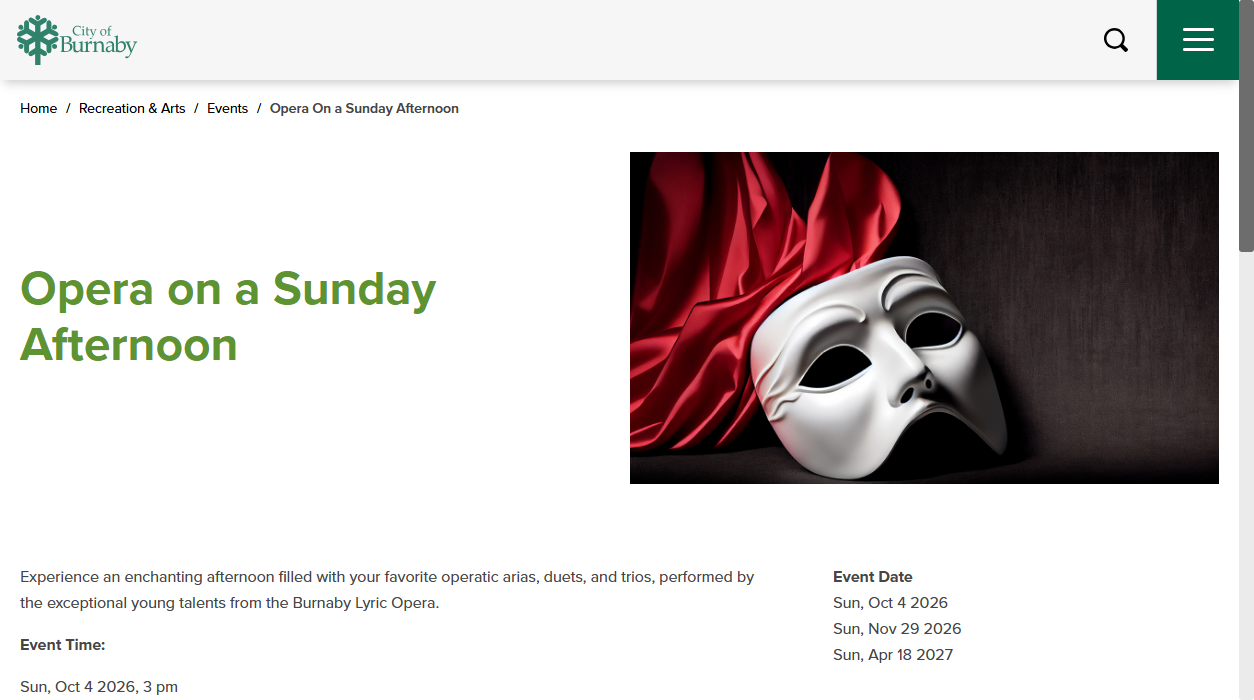 City of
Burnaby
Home / Recreation & Arts / Events / Opera On a Sunday Afternoon
Opera on a Sunday
Afternoon
Experience an enchanting afternoon filled with your favorite operatic arias, duets, and trios, performed by
the exceptional young talents from the Burnaby Lyric Opera.
Event Time:
Sun, Oct 4 2026, 3 pm
Event Date
Sun, Oct 4 2026
Sun, Nov 29 2026
Sun, Apr 18 2027